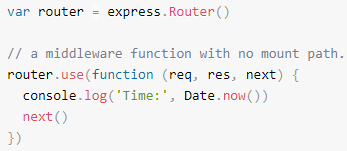 var router = express.Router()

// a middleware function with no mount path.
router.use(function (req, res, next) {
  console.log('Time:', Date.now())
  next()
})